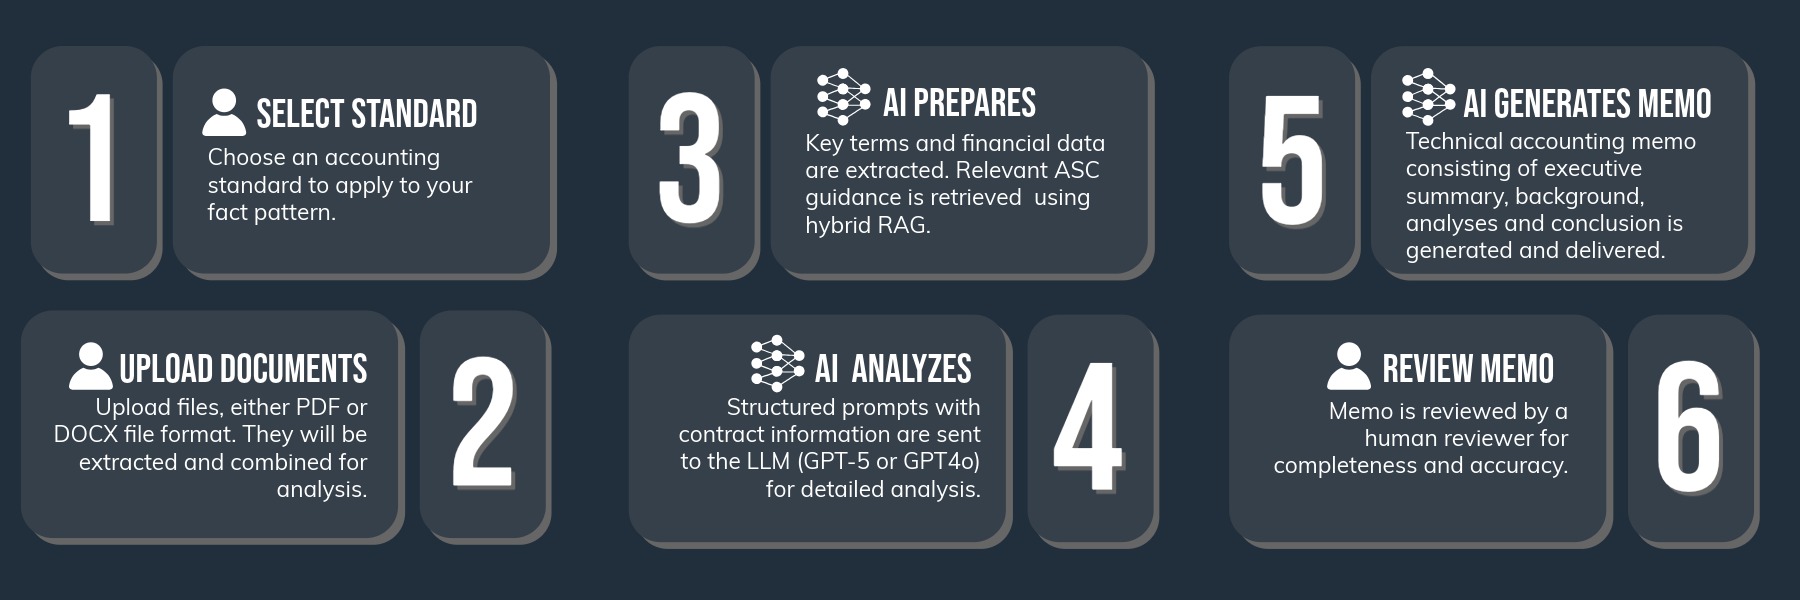 1
SELECT STANDARD
Choose an accounting
standard to apply to your
fact pattern.
UPLOAD DOCUMENTS
Upload files, either PDF or
DOCX file format. They will be
extracted and combined for
analysis.
2
3
AI PREPARES
Key terms and financial data
are extracted. Relevant ASC
guidance is retrieved  using
hybrid RAG.
AI  ANALYZES
Structured prompts with
contract information are sent
to the LLM (GPT-5 or GPT4o)
for detailed analysis.
4
5
AI GENERATES MEMO
Technical accounting memo
consisting of executive
summary, background,
analyses and conclusion is
generated and delivered.
REVIEW MEMO
Memo is reviewed by a
human reviewer for
completeness and accuracy.
6